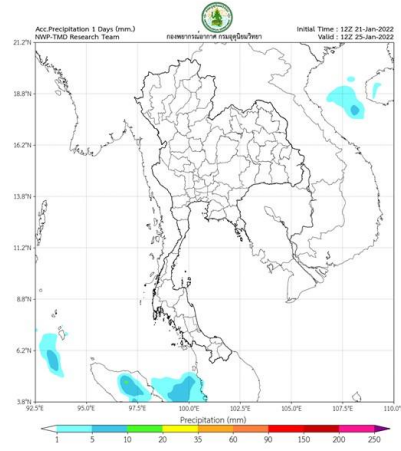 Acc.Precipitation 1 Days (mm.)
NWP-TMD Research Team
กองพยากรณ์อากาศ กรมอุตุนิยมวิทยา
Initial Time : 12Z 21-Jan-2022
Valid : 12Z 25-Jan-2022
21.2°N
18.8°N
16.2°N
13.8°N
11.2°N
8.8°N
6.2°N
3.8°N
92.5°E 95.0°E 97.5°E 100.0°E 102.5°E 105.0°E 107.5°E 110.0°E
Precipitation (mm)
1 5 10 20 35 60 90 150 200 250